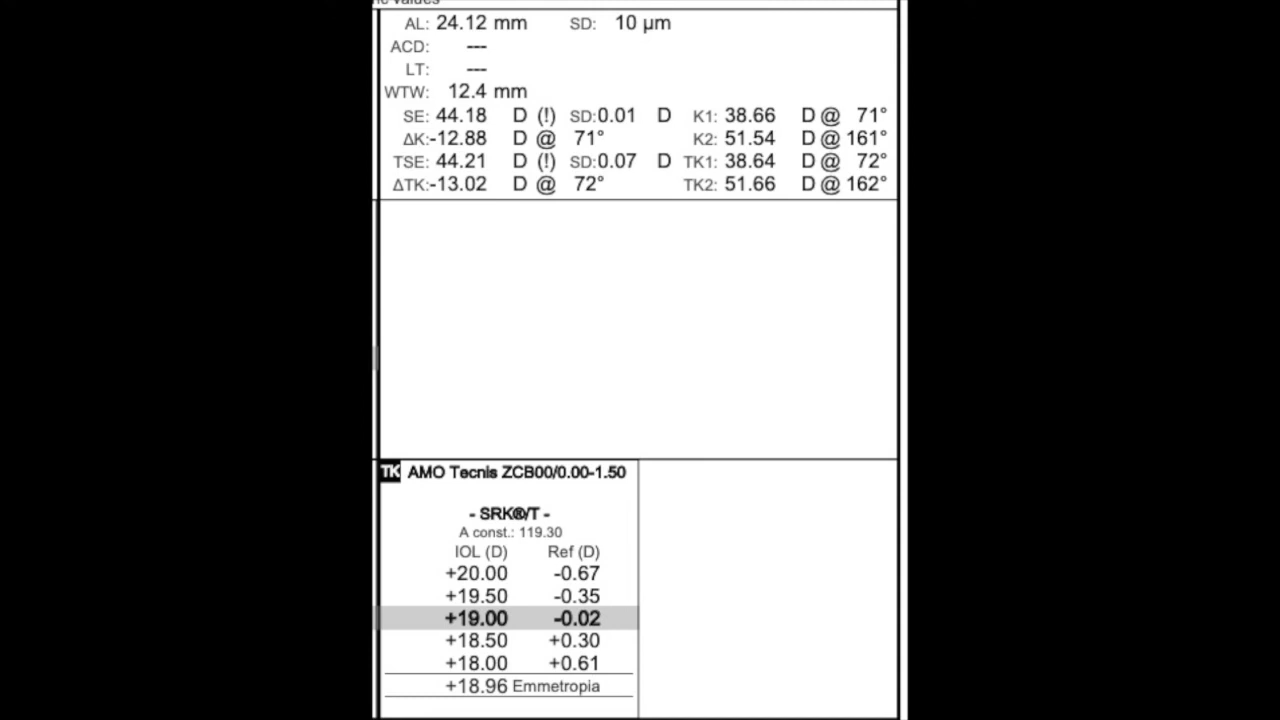 AL: 24.12 mm SD: 10 µm
ACD: ---
LT: ---
WTW: 12.4 mm
SE: 44.18 D (!) SD:0.01 D K1: 38.66 D @ 71°
ΔK:-12.88 D @ 71° K2: 51.54 D @ 161°
TSE: 44.21 D (!) SD:0.07 D TK1: 38.64 D @ 72°
ΔTK:-13.02 D @ 72° TK2: 51.66 D @ 162°
TK AMO Tecnis ZCB00/0.00-1.50
- SRK®/T -
A const.: 119.30
IOL (D) Ref (D)
+20.00 -0.67
+19.50 -0.35
+19.00 -0.02
+18.50 +0.30
+18.00 +0.61
+18.96 Emmetropia